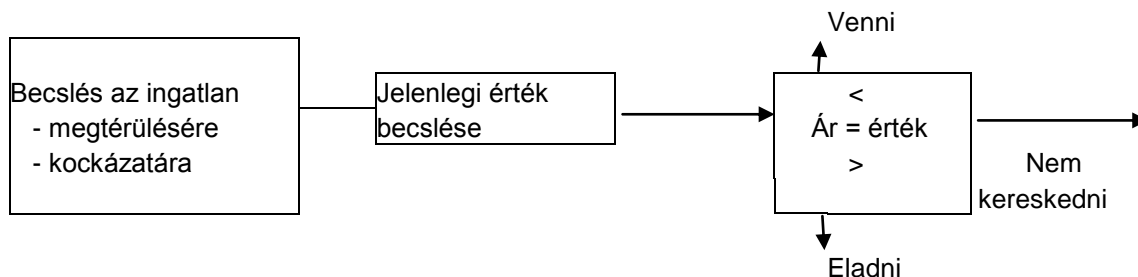 Venni
Becslés az ingatlan
- megtérülésére
- kockázatára
Jelenlegi érték
becslése
<
Ár = érték
>
Nem
kereskedni
Eladni